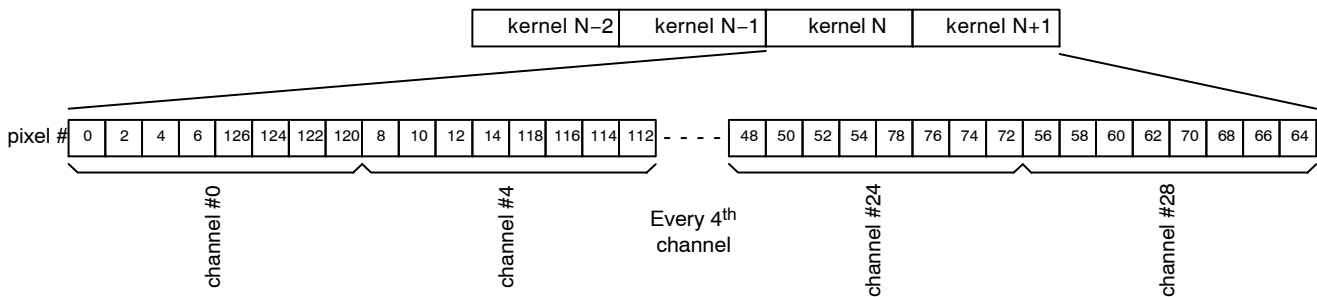 kernel N−2 kernel N−1 kernel N kernel N+1
pixel # 0 2 4 6 126 124 122 120 8 10 12 14 118 116 114 112 - - - - 48 50 52 54 78 76 74 72 56 58 60 62 70 68 66 64
channel #0
channel #4
Every 4th
channel
channel #24
channel #28